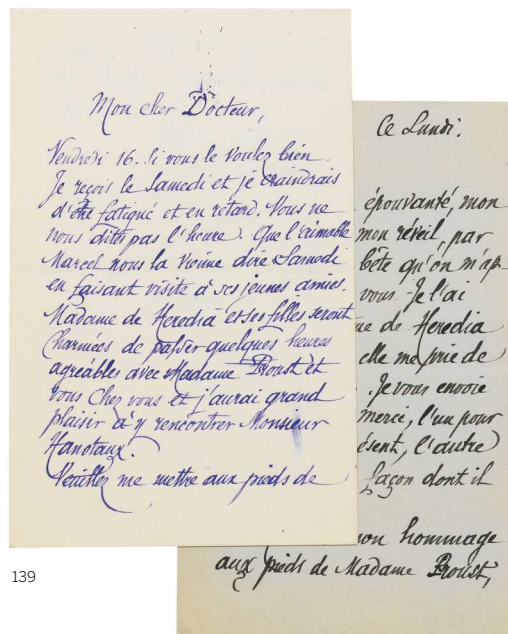 Mon cher Docteur,
Vendredi 16. Si vous le voulez bien.
Je reçois le Samedi et je craindrais
d'être fatigué et en retard. Vous ne
nous dites pas l'heure. Que l'aimable
Marcel nous la vienne dire Samedi
en faisant visite à ses jeunes amies.
Madame de Heredia et ses filles seront
charmées de passer quelques heures
agréables avec Madame Proust et
vous chez vous et j'aurai grand
plaisir à y rencontrer Monsieur
Hanotaux.
Veuillez me mettre aux pieds de
Ce Lundi.
épouvanté, mon
mon réveil, par
bête qu'on m'ap-
vous. Je l'ai
de Heredia
elle me prie de
Je vous envoie
merci, l'un pour
ésent, l'autre
façon dont il
mon hommage
aux pieds de Madame Proust,
139